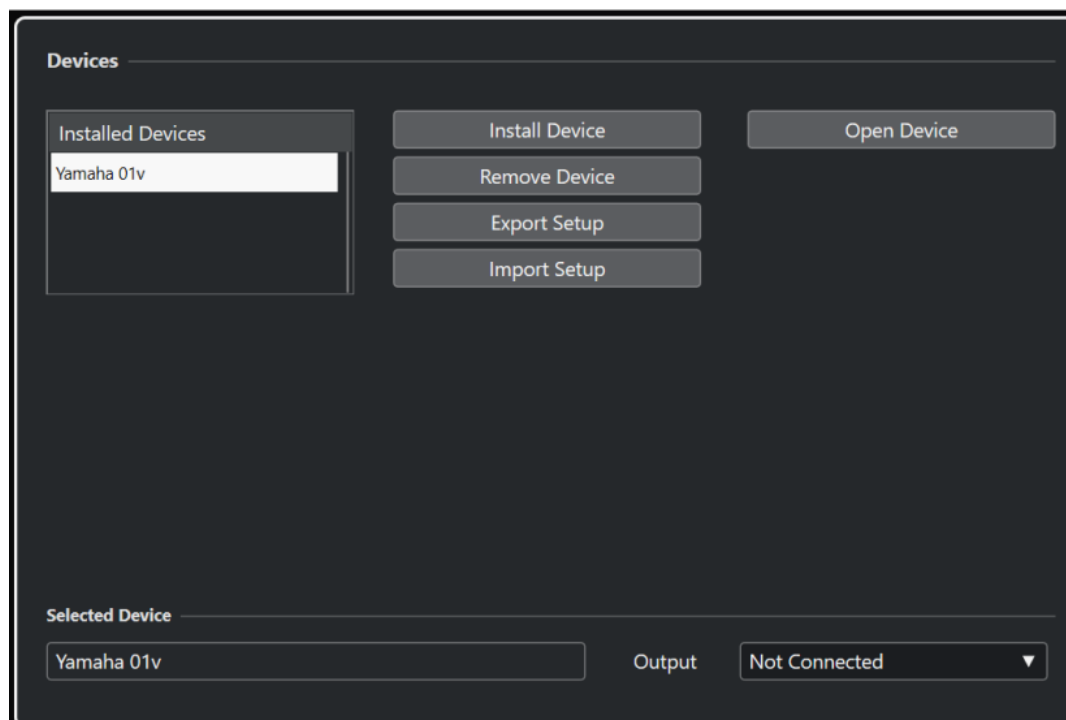 Devices
Installed Devices
Yamaha 01v
Install Device
Remove Device
Export Setup
Import Setup
Open Device
Selected Device
Yamaha 01v
Output
Not Connected